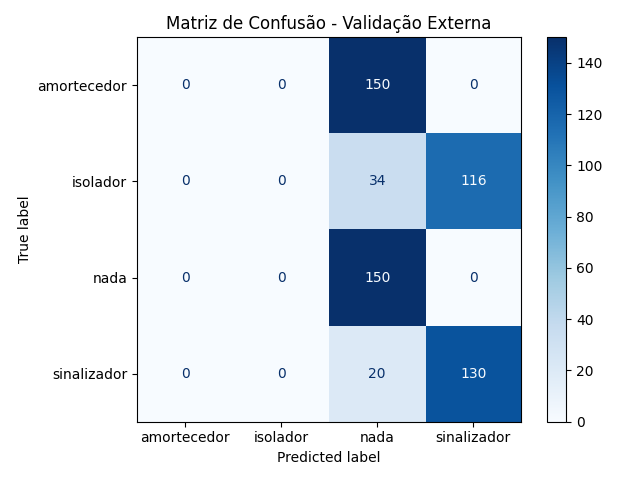 Matriz de Confusão - Validação Externa
amortecedor 0 0 150 0
isolador 0 0 34 116
nada 0 0 150 0
sinalizador 0 0 20 130
amortecedor isolador nada sinalizador
Predicted label
True label
140
120
100
80
60
40
20
0